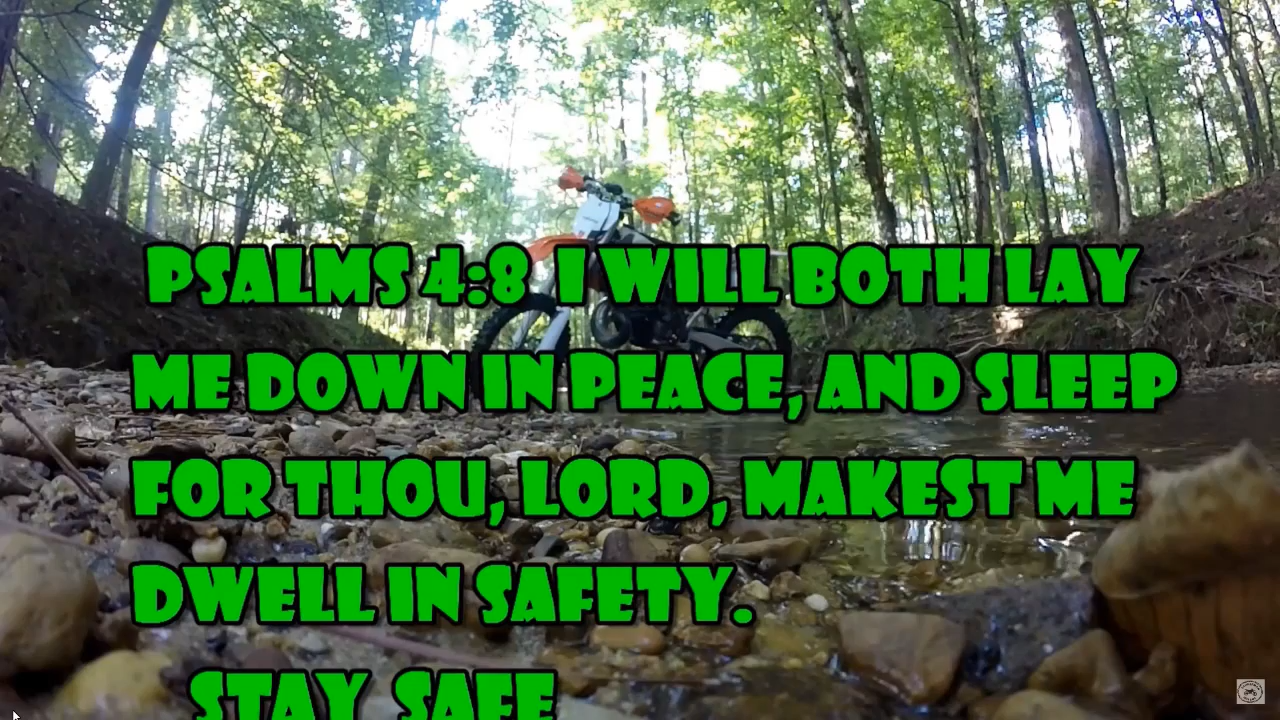 PSALMS 4:8 I WILL BOTH LAY
ME DOWN IN PEACE, AND SLEEP
FOR THOU, LORD, MAKEST ME
DWELL IN SAFETY.
STAY SAFE